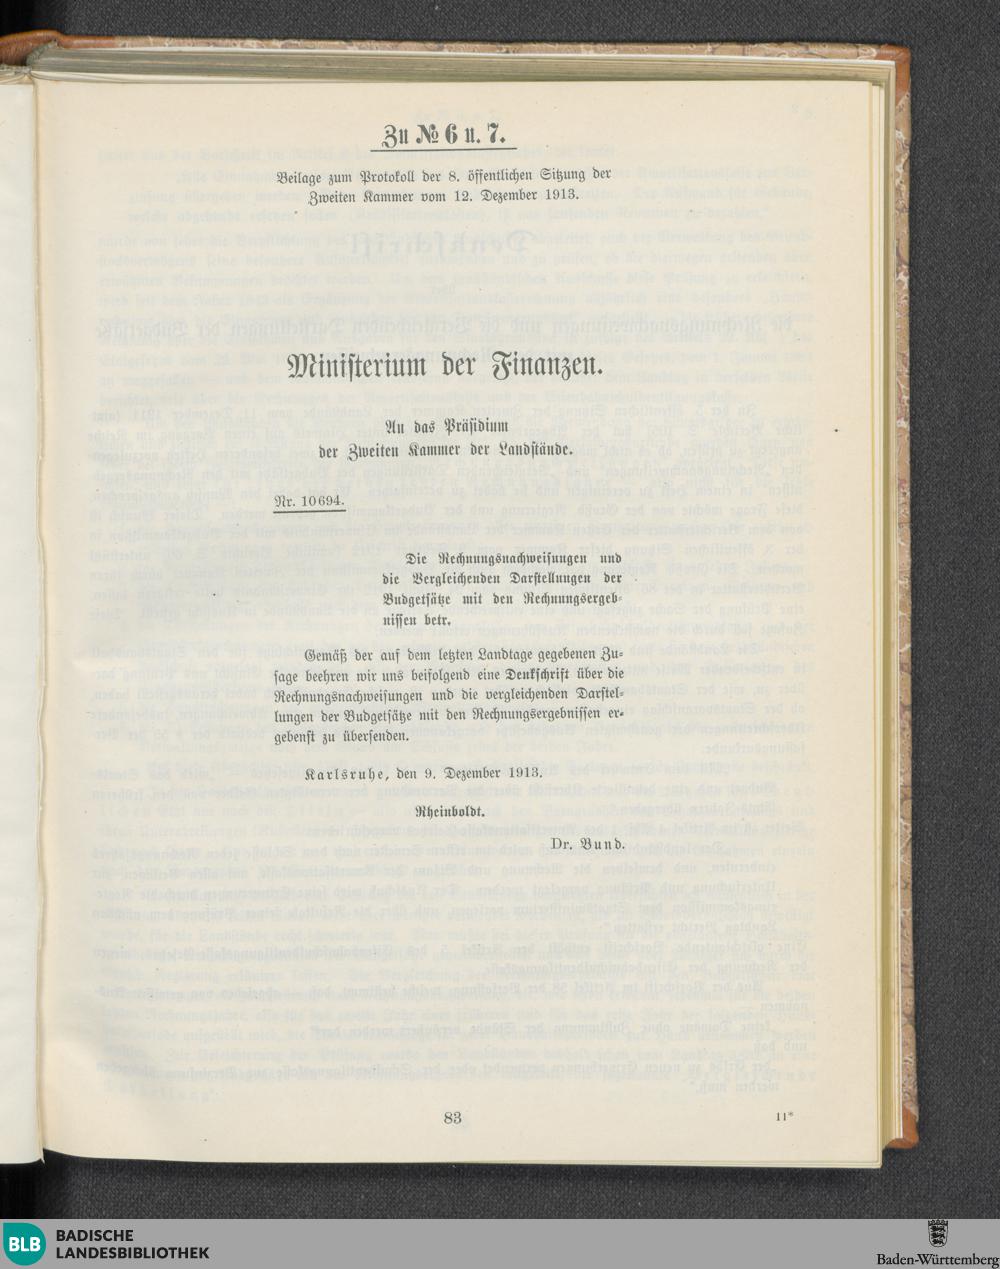 Zu № 6 u. 7.
Beilage zum Protokoll der 8. öffentlichen Sitzung der
Zweiten Kammer vom 12. Dezember 1913.
Ministerium der Finanzen.
An das Präsidium
der Zweiten Kammer der Landstände.
Nr. 10694.
Die Rechnungsnachweisungen und
die Vergleichenden Darstellungen der
Budgetsätze mit den Rechnungsergeb-
nissen betr.
Gemäß der auf dem letzten Landtage gegebenen Zu-
sage beehren wir uns beifolgend eine Denkschrift über die
Rechnungsnachweisungen und die vergleichenden Darstel-
lungen der Budgetsätze mit den Rechnungsergebnissen er-
gebenst zu übersenden.
Karlsruhe, den 9. Dezember 1913.
Rheinboldt.
Dr. Bund.
83
11*
BLB BADISCHE
LANDESBIBLIOTHEK
Baden-Württemberg